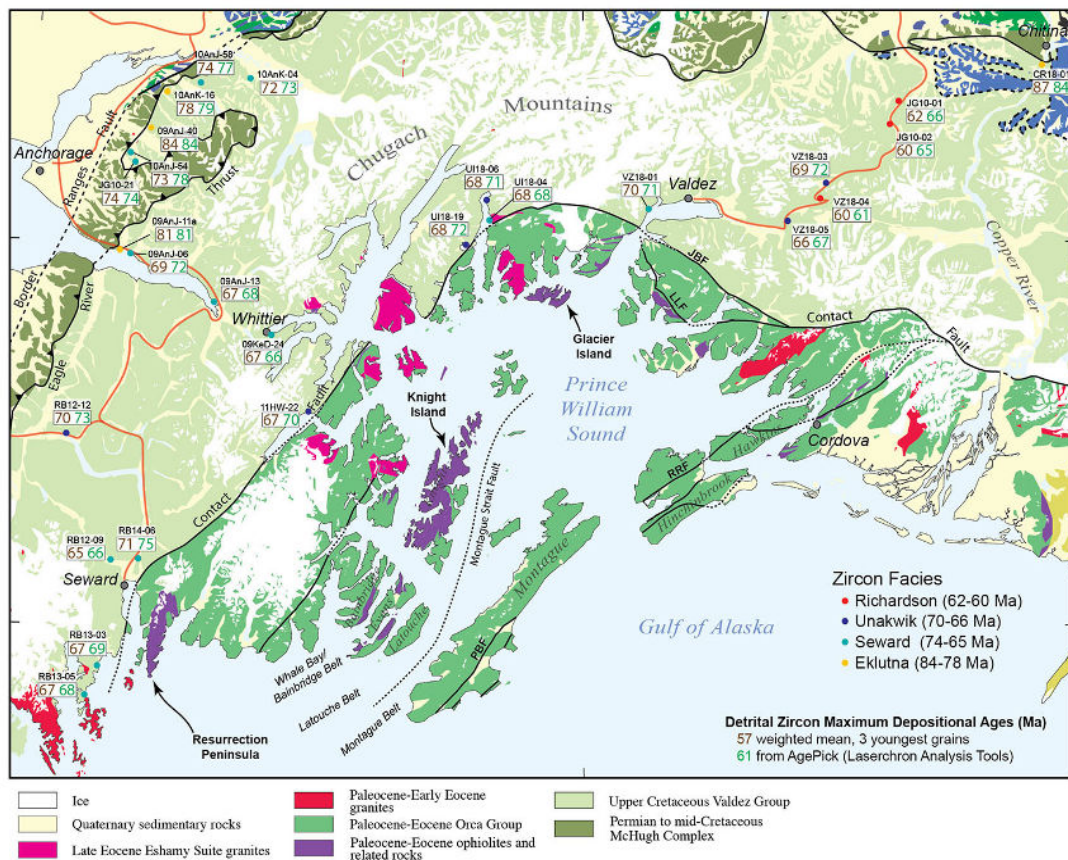 Chitina
CR18-01
87 84
10AnJ-58'
74 77
10AnK-04
72 73
10AnK-16
78 79
09AnJ-40
84 84
10AnJ-54
73 78
JG10-21
74 74
Anchorage
Border
Ranges
Fault
Thrust
Eagle
River
09AnJ-11a
81 81
09AnJ-06
69 72
09AnJ-13
67 68
Whittier
09KeD-24
67 66
11HW-22
67 70
RB12-12
70 73
Chugach
Mountains
UI18-06
68 71
UI18-04
68 68
UI18-19
68 72
VZ18-01
70 71
Valdez
VZ18-03
69 72
VZ18-04
60 61
VZ18-05
66 67
JG10-01
62 66
JG10-02
60 65
Copper River
JBF
LLF
Contact
Fault
Glacier
Island
Prince
William
Sound
Knight
Island
Contact
Fault
Montague Strait Fault
RRF
Hawkins
Hinchinbrook
Cordova
RB14-06
71 75
RB12-09
65 66
Seward
RB13-03
67 69
RB13-05
67 68
Bainbridge
Latouche
Montague
PBF
Whale Bay/
Bainbridge Belt
Latouche Belt
Montague Belt
Resurrection
Peninsula
Gulf of Alaska
Zircon Facies
Richardson (62-60 Ma)
Unakwik (70-66 Ma)
Seward (74-65 Ma)
Eklutna (84-78 Ma)
Detrital Zircon Maximum Depositional Ages (Ma)
57 weighted mean, 3 youngest grains
61 from AgePick (Laserchron Analysis Tools)
Ice
Quaternary sedimentary rocks
Late Eocene Eshamy Suite granites
Paleocene-Early Eocene
granites
Paleocene-Eocene Orca Group
Paleocene-Eocene ophiolites and
related rocks
Upper Cretaceous Valdez Group
Permian to mid-Cretaceous
McHugh Complex